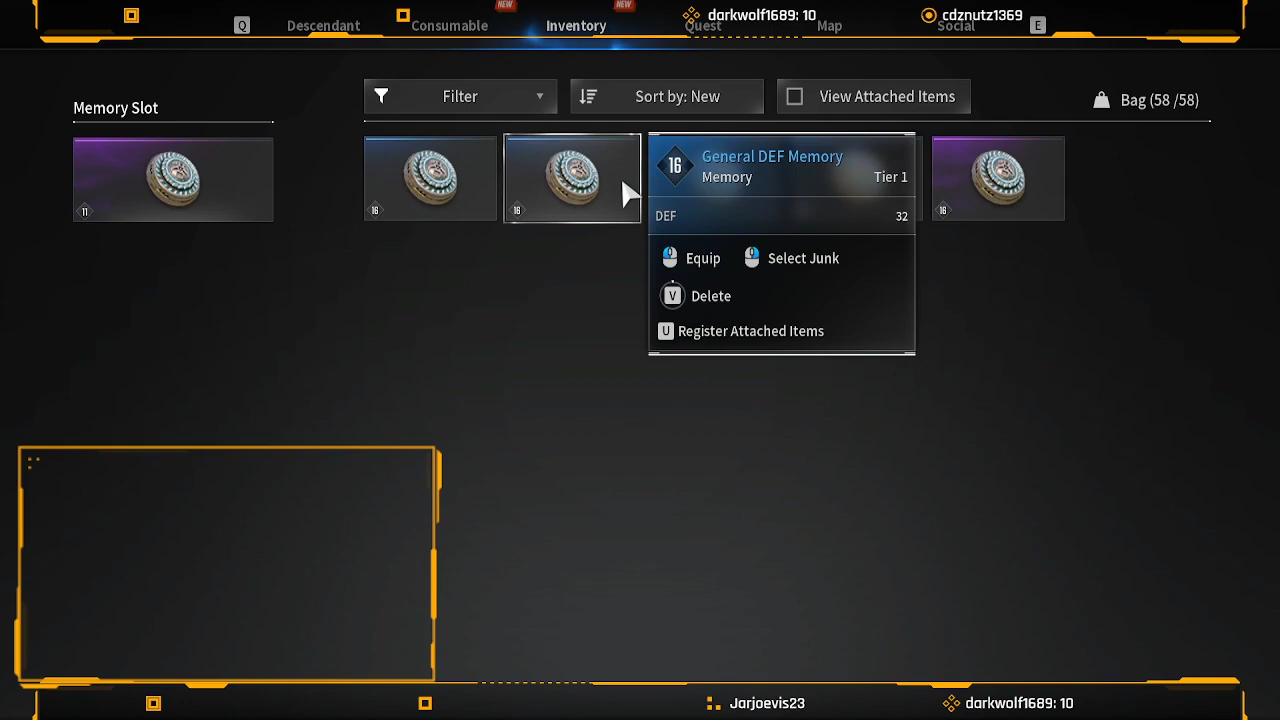 darkwolf1689: 10
cdznutz1369
NEW
NEW
Q
Descendant
Consumable
Inventory
Quest
Map
Social
E
Memory Slot
Filter
Sort by: New
View Attached Items
Bag (58 /58)
11
16
16
16
General DEF Memory
Memory
Tier 1
16
DEF
32
Equip
Select Junk
V
Delete
U
Register Attached Items
Jarjoevis23
darkwolf1689: 10